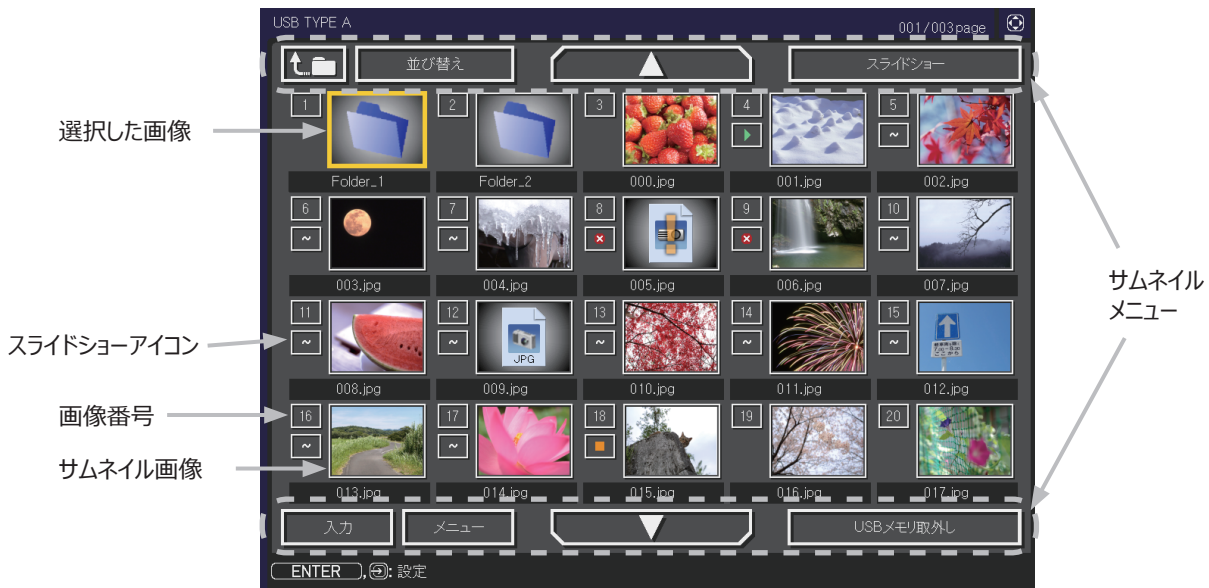 USB TYPE A
001/003page
並び替え
スライドショー
1
2
3
4
5
選択した画像
Folder_1
Folder_2
000.jpg
001.jpg
002.jpg
6
~
7
~
8
9
10
~
003.jpg
004.jpg
005.jpg
006.jpg
007.jpg
サムネイル
メニュー
11
~
12
~
13
~
14
~
15
~
スライドショーアイコン
JPG
008.jpg
009.jpg
010.jpg
011.jpg
012.jpg
画像番号
16
~
17
~
18
19
20
サムネイル画像
013.jpg
014.jpg
015.jpg
016.jpg
017.jpg
入力
メニュー
USBメモリ取外し
ENTER , : 設定